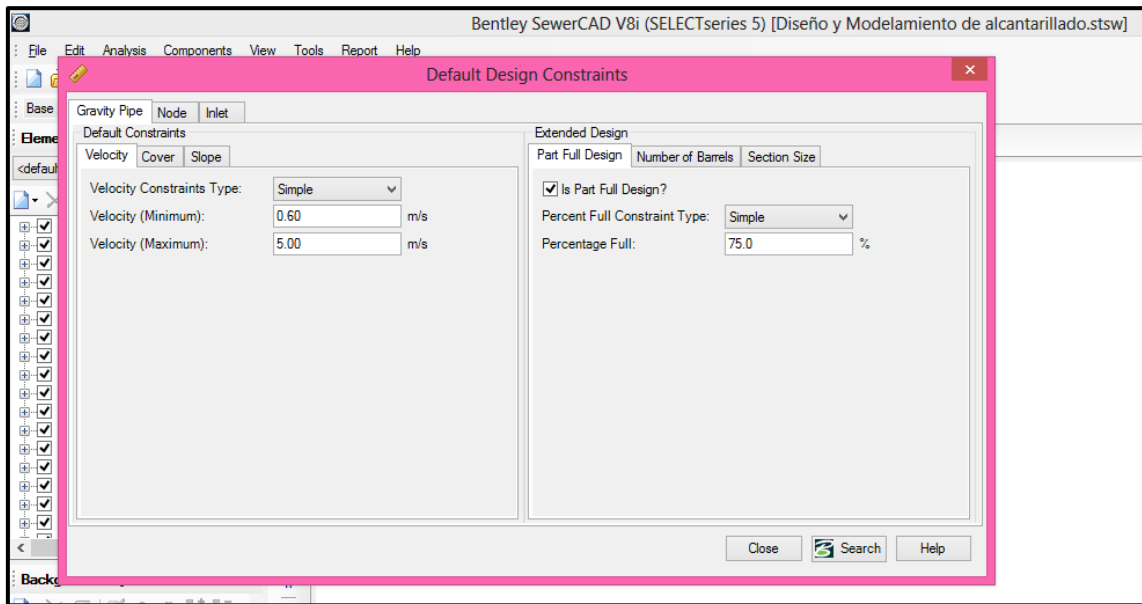 Bentley SewerCAD V8i (SELECTseries 5) [Diseño y Modelamiento de alcantarillado.stsw]
File Edit Analysis Components View Tools Report Help
Default Design Constraints
Base
Gravity Pipe Node Inlet
Default Constraints
Extended Design
Velocity Cover Slope
Part Full Design Number of Barrels Section Size
Velocity Constraints Type: Simple
Is Part Full Design?
Velocity (Minimum): 0.60 m/s
Percent Full Constraint Type: Simple
Velocity (Maximum): 5.00 m/s
Percentage Full: 75.0 %
Close Search Help